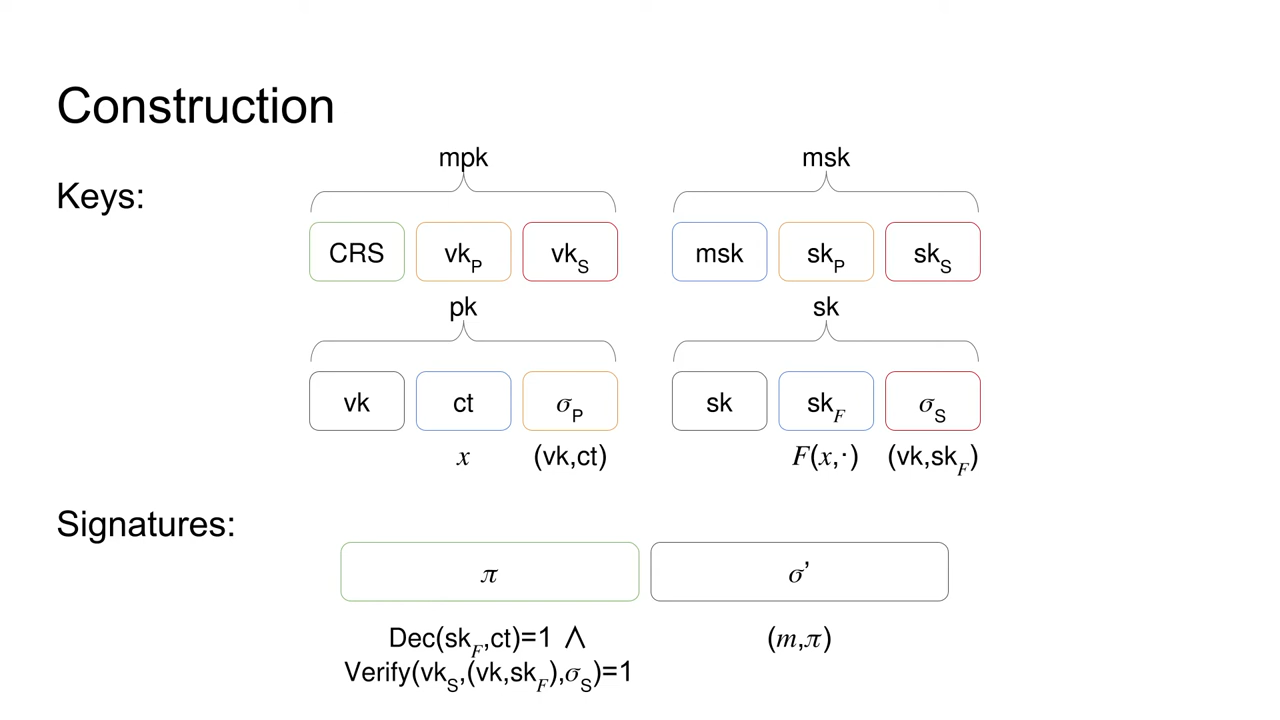 Construction
mpk msk
Keys:
CRS vk_P vk_S msk sk_P sk_S
pk sk
vk ct σ_P sk sk_F σ_S
x (vk,ct) F(x,·) (vk,sk_F)
Signatures:
π σ’
Dec(sk_F,ct)=1 ∧ (m,π)
Verify(vk_S,(vk,sk_F),σ_S)=1